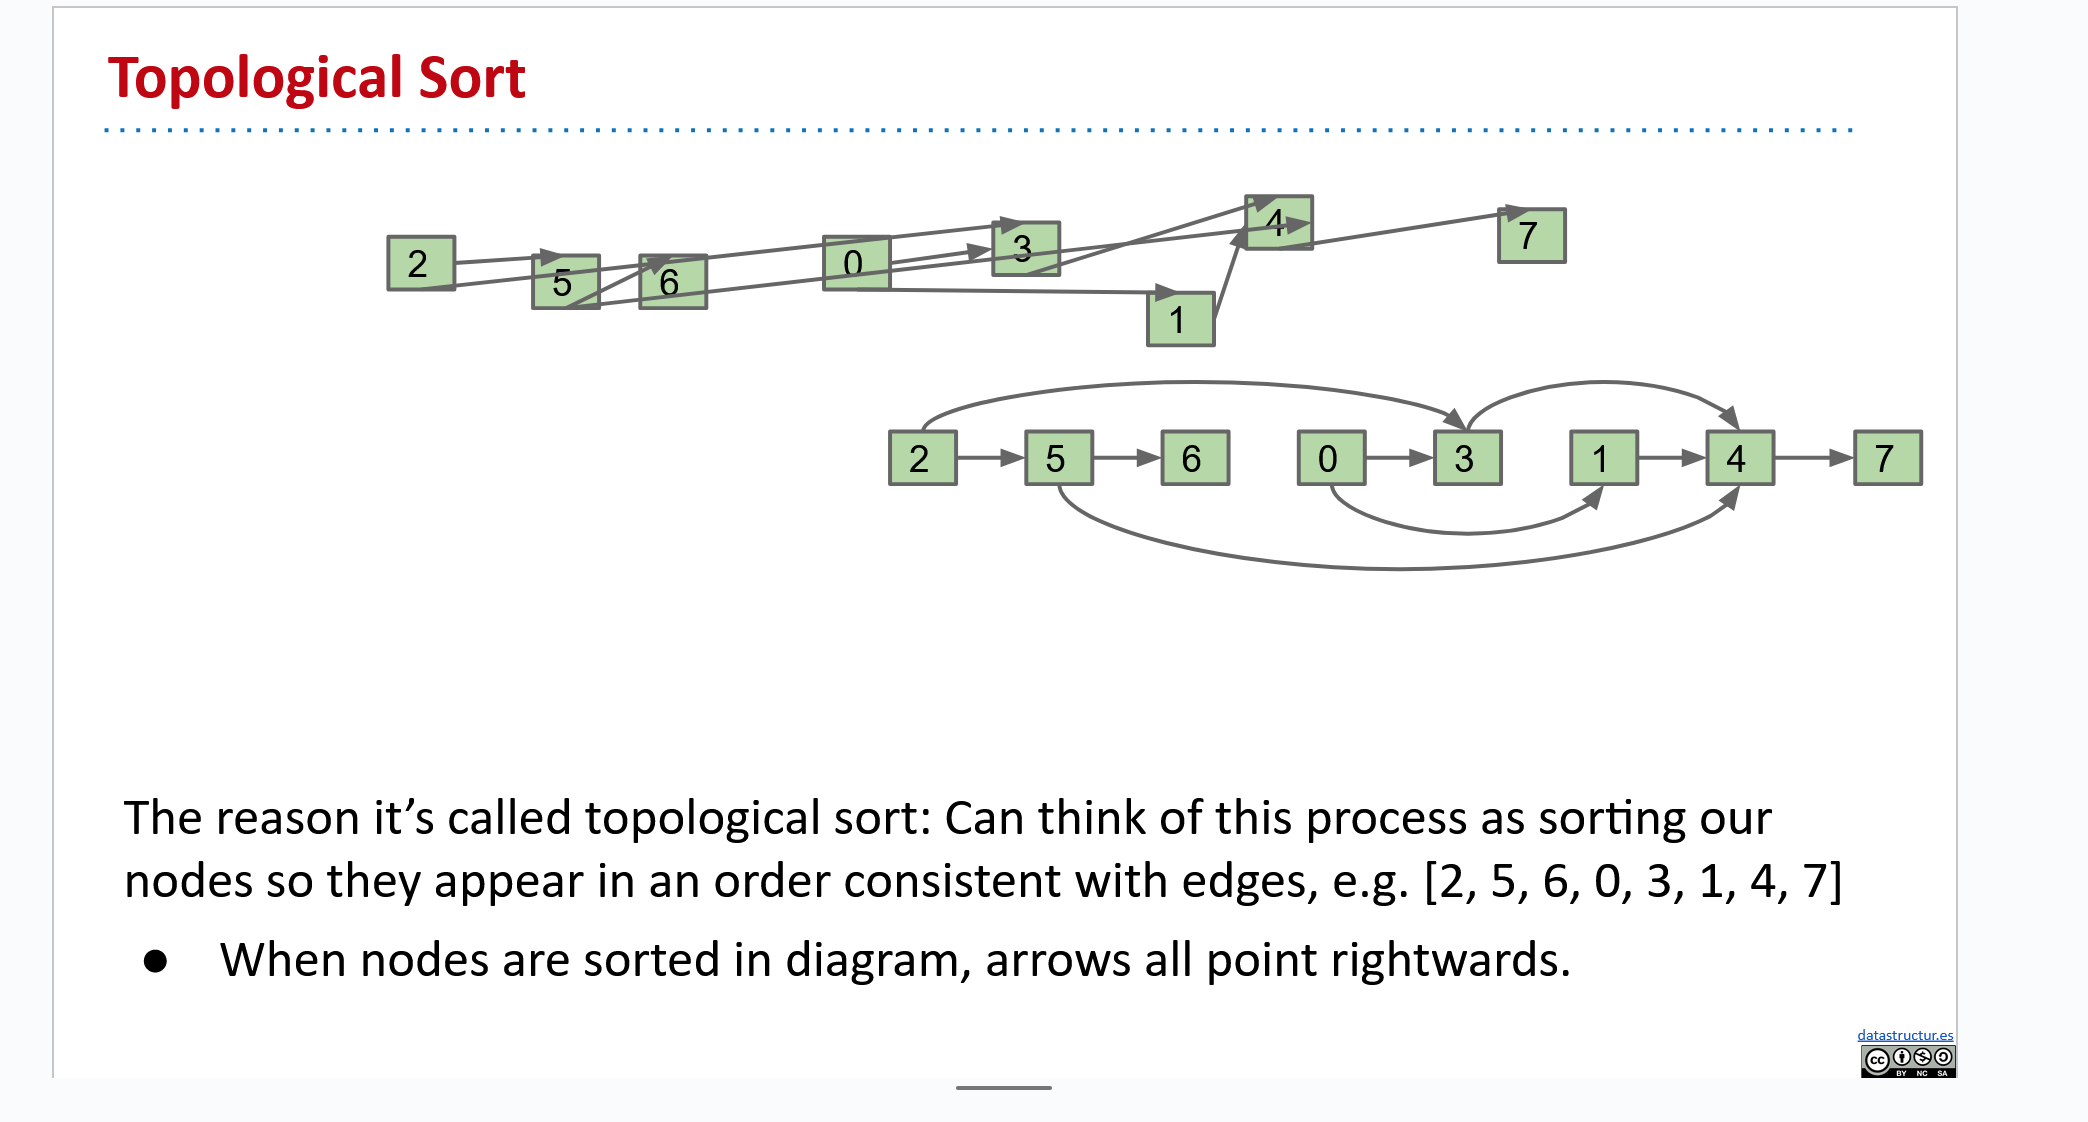 Topological Sort
2 5 6 0 3 1 4 7
2 5 6 0 3 1 4 7
The reason it’s called topological sort: Can think of this process as sorting our
nodes so they appear in an order consistent with edges, e.g. [2, 5, 6, 0, 3, 1, 4, 7]
● When nodes are sorted in diagram, arrows all point rightwards.
datastructur.es
cc
BY NC SA